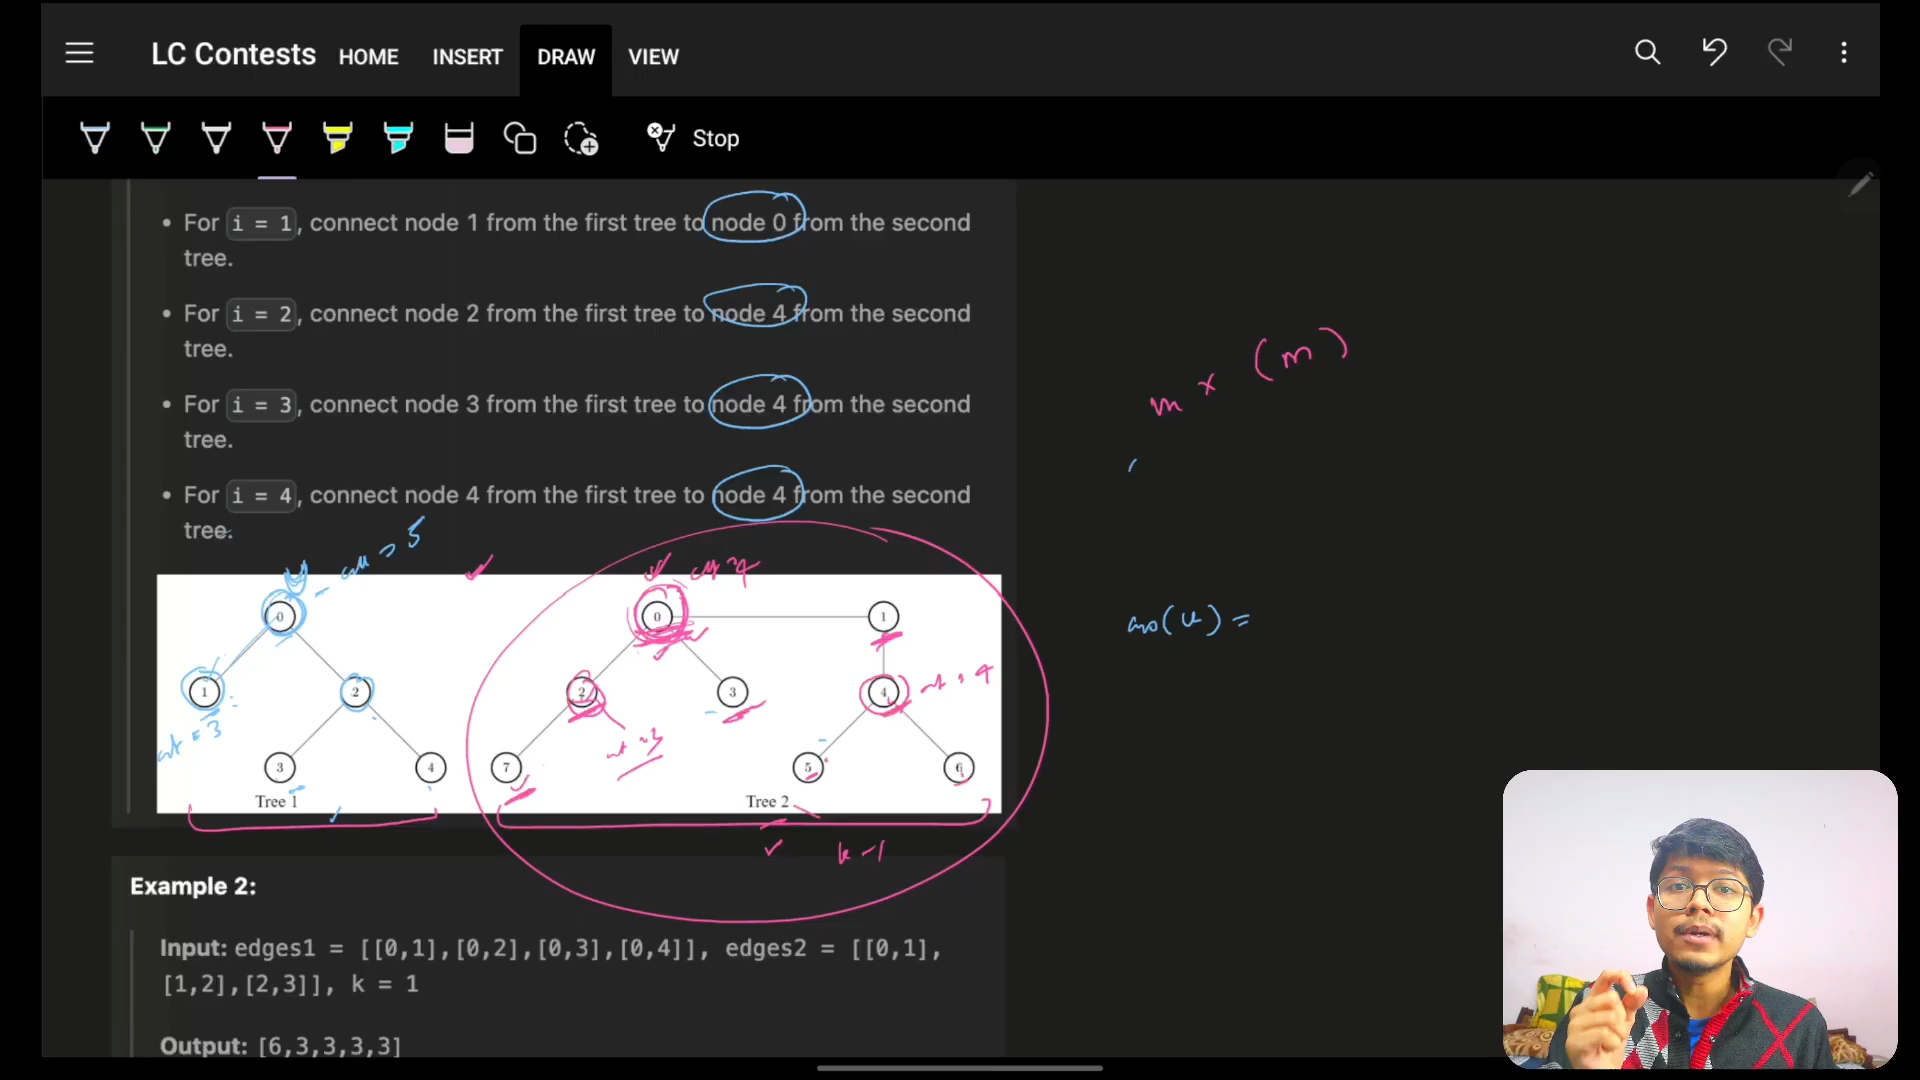 LC Contests HOME INSERT DRAW VIEW
Stop
• For i = 1, connect node 1 from the first tree to node 0 from the second
tree.
• For i = 2, connect node 2 from the first tree to node 4 from the second
tree.
• For i = 3, connect node 3 from the first tree to node 4 from the second
tree.
• For i = 4, connect node 4 from the first tree to node 4 from the second
tree.
m × (m)
0
1 2
3 4
Tree 1
0 1
2 3 4
7 5 6
Tree 2
k-1
Example 2:
Input: edges1 = [[0,1],[0,2],[0,3],[0,4]], edges2 = [[0,1],
[1,2],[2,3]], k = 1
Output: [6,3,3,3,3]